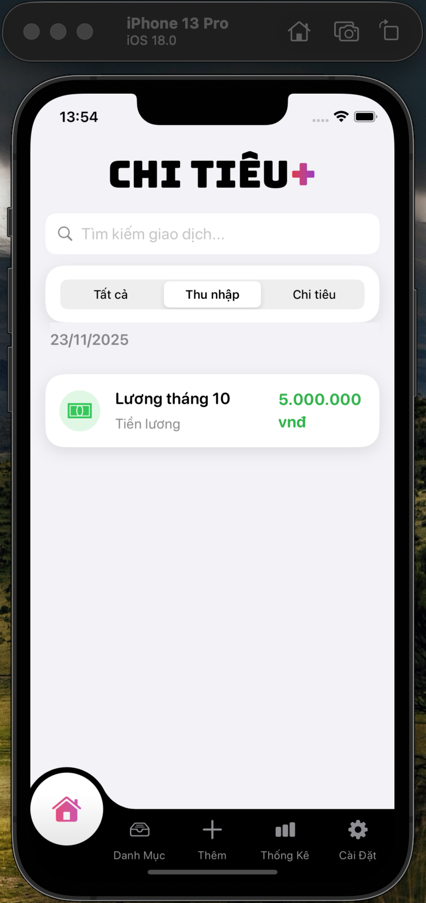 iPhone 13 Pro
iOS 18.0
13:54
CHI TIÊU+
Tìm kiếm giao dịch...
Tất cả
Thu nhập
Chi tiêu
23/11/2025
Lương tháng 10
Tiền lương
5.000.000
vnđ
Danh Mục
Thêm
Thống Kê
Cài Đặt